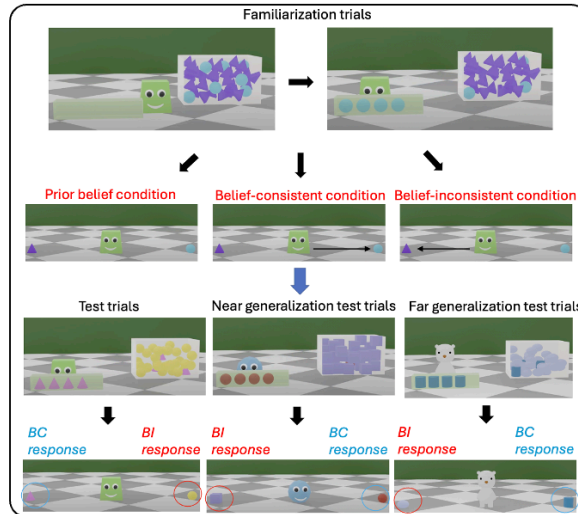 Familiarization trials
Prior belief condition
Belief-consistent condition
Belief-inconsistent condition
Test trials
Near generalization test trials
Far generalization test trials
BC response
BI response
BI response
BC response
BI response
BC response